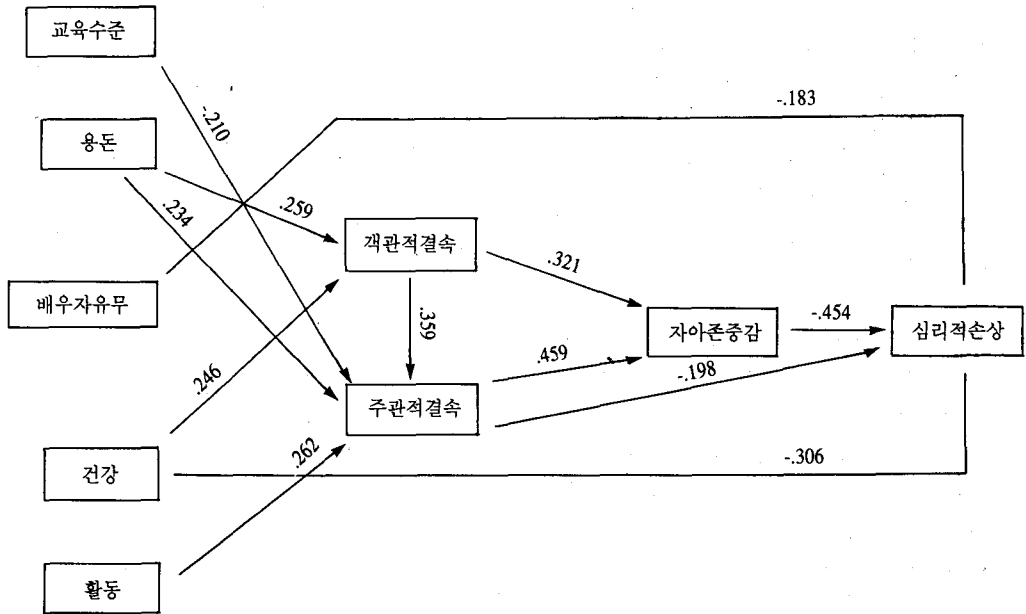 교육수준
-.183
-.210
용돈
.259
.234
객관적결속
.321
배우자유무
.359
자아존중감
-.454
심리적손상
.459
-.198
.246
주관적결속
.262
건강
-.306
활동